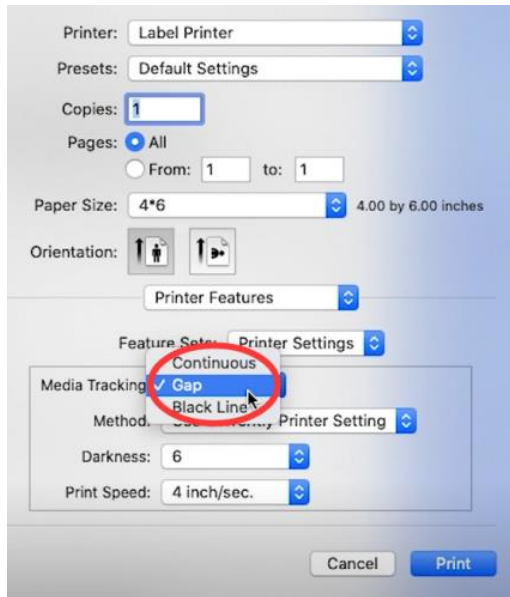 Printer: Label Printer
Presets: Default Settings
Copies: 1
Pages: All
From: 1 to: 1
Paper Size: 4*6 4.00 by 6.00 inches
Orientation:
Printer Features
Feature Sets: Printer Settings
Continuous
Media Tracking ✓ Gap
Black Line
Method: Printer Setting
Darkness: 6
Print Speed: 4 inch/sec.
Cancel Print